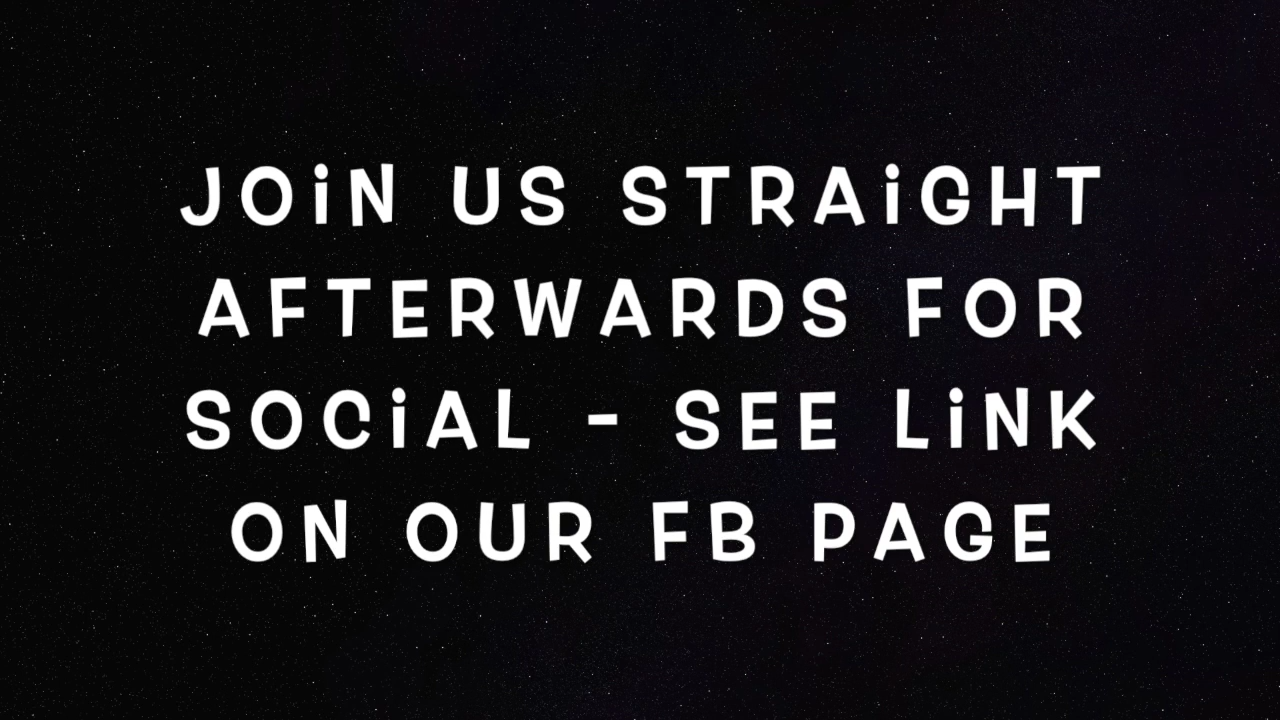 JOiN US STRAiGHT
AFTERWARDS FOR
SOCiAL - SEE LiNK
ON OUR FB PAGE